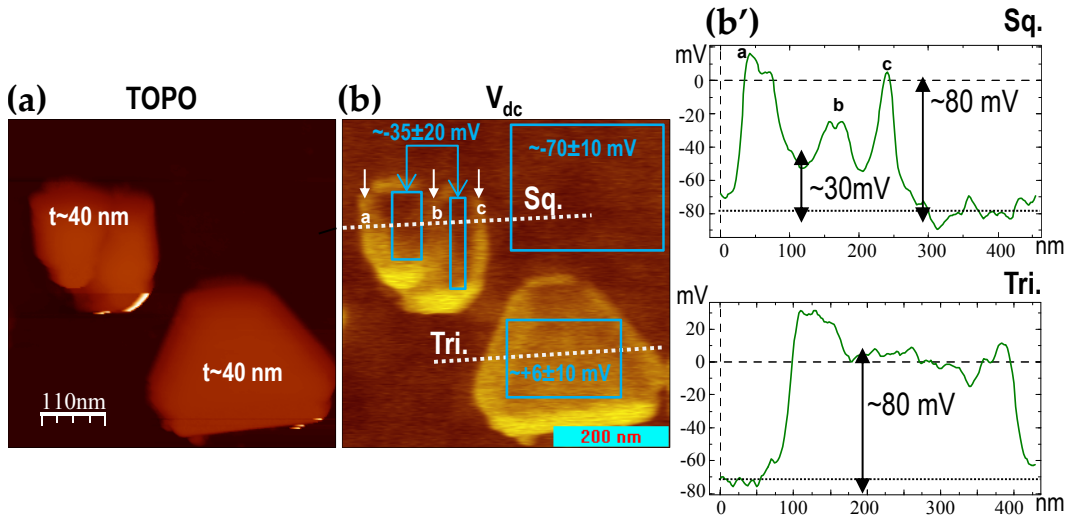 (a) TOPO
t~40 nm
t~40 nm
110nm
(b) V_dc
~-35±20 mV
~-70±10 mV
a
b
c
Sq.
Tri.
~+6±10 mV
200 nm
(b′) Sq.
mV
0
-20
-40
-60
-80
a
b
c
~30mV
~80 mV
0
100
200
300
400
nm
Tri.
mV
20
0
-20
-40
-60
-80
~80 mV
0
100
200
300
400
nm